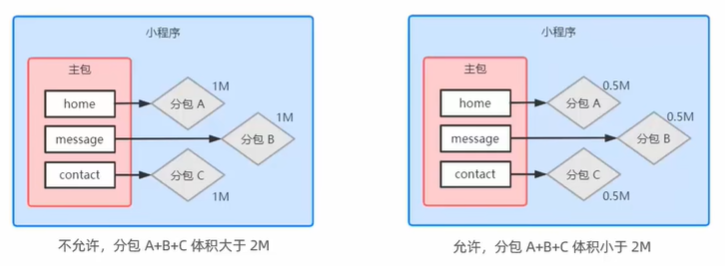 小程序
主包
home
message
contact
分包 A
1M
分包 B
1M
分包 C
1M
不允许，分包 A+B+C 体积大于 2M
小程序
主包
home
message
contact
分包 A
0.5M
分包 B
0.5M
分包 C
0.5M
允许，分包 A+B+C 体积小于 2M